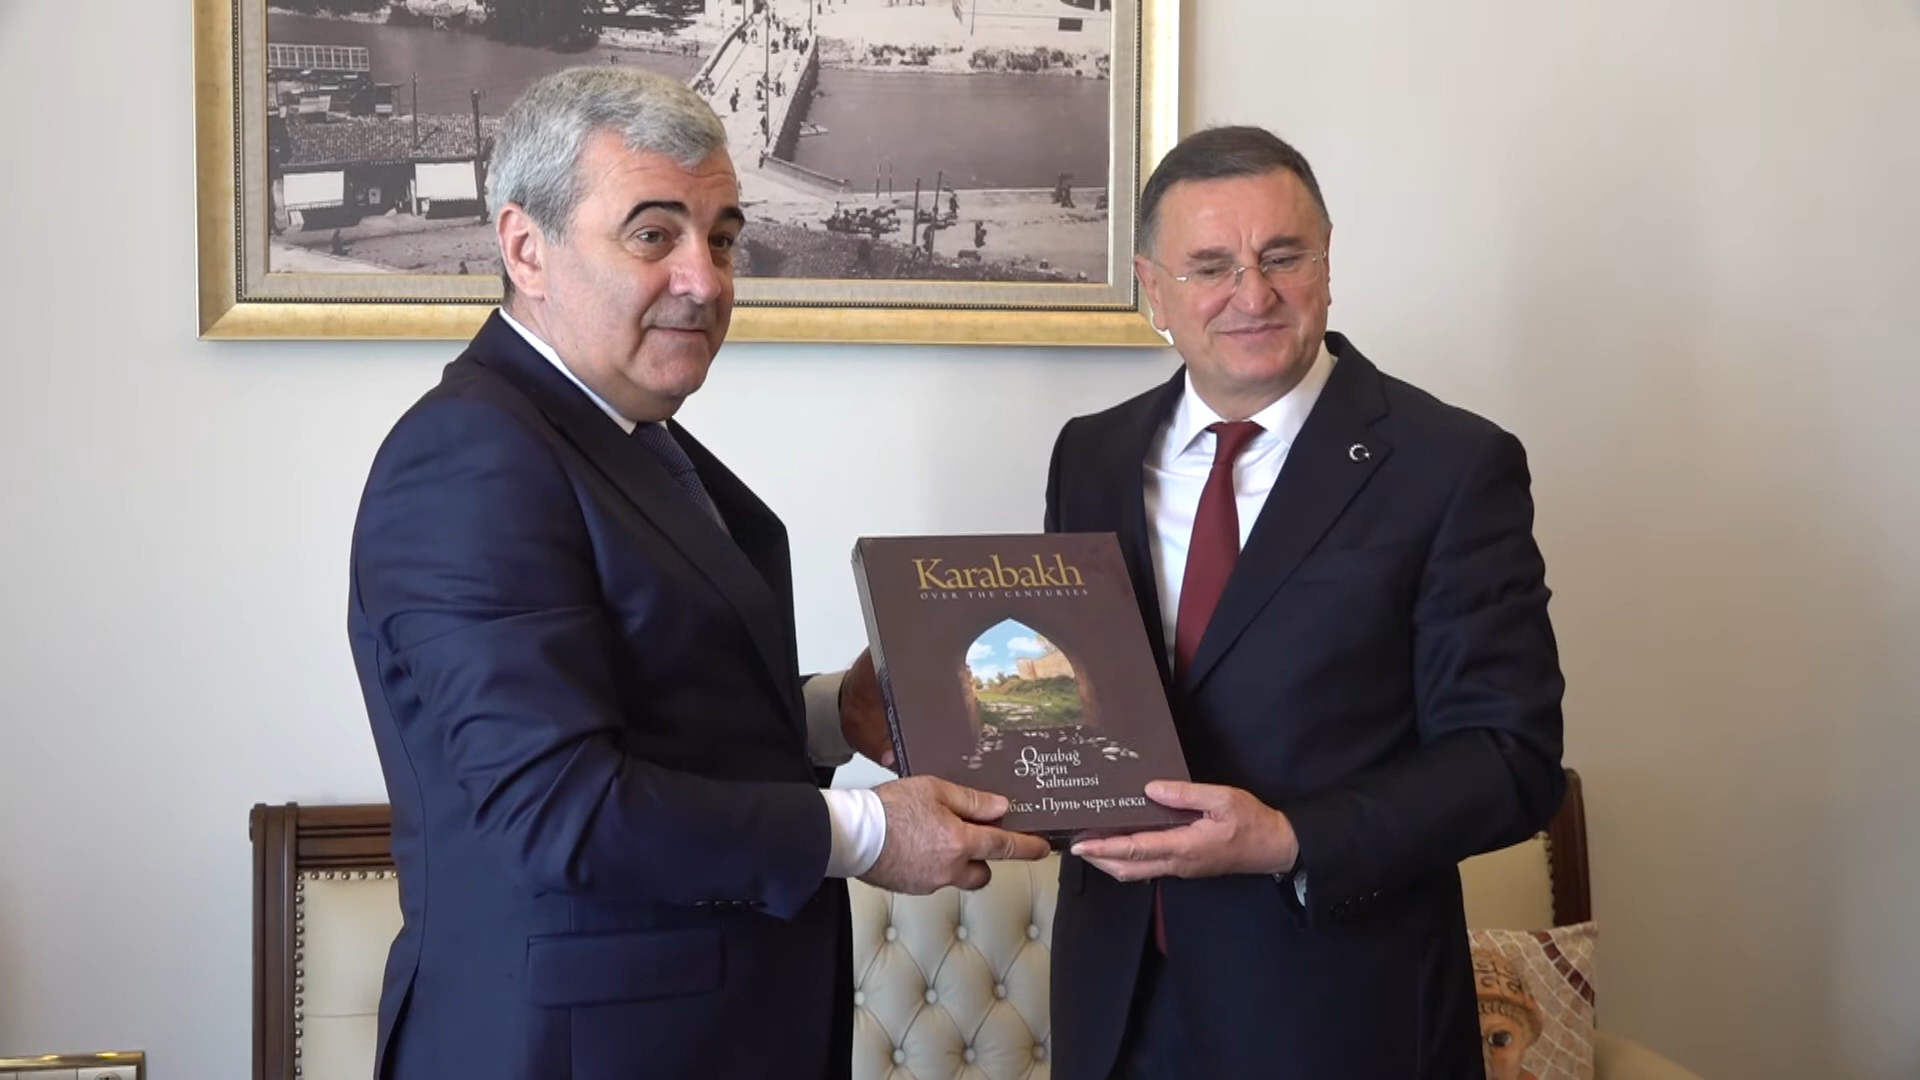 Karabakh
OVER THE CENTURIES
Qarabağ
Əsrlərin
Salnaməsi
Путь через века